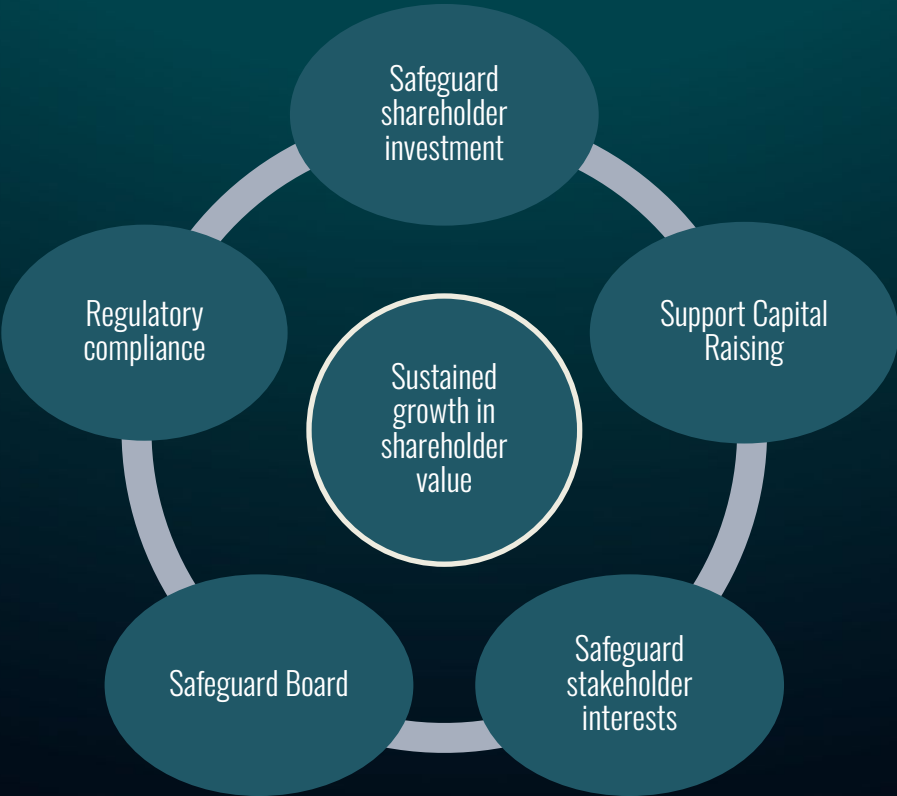 Safeguard
shareholder
investment
Support Capital
Raising
Safeguard
stakeholder
interests
Safeguard Board
Regulatory
compliance
Sustained
growth in
shareholder
value